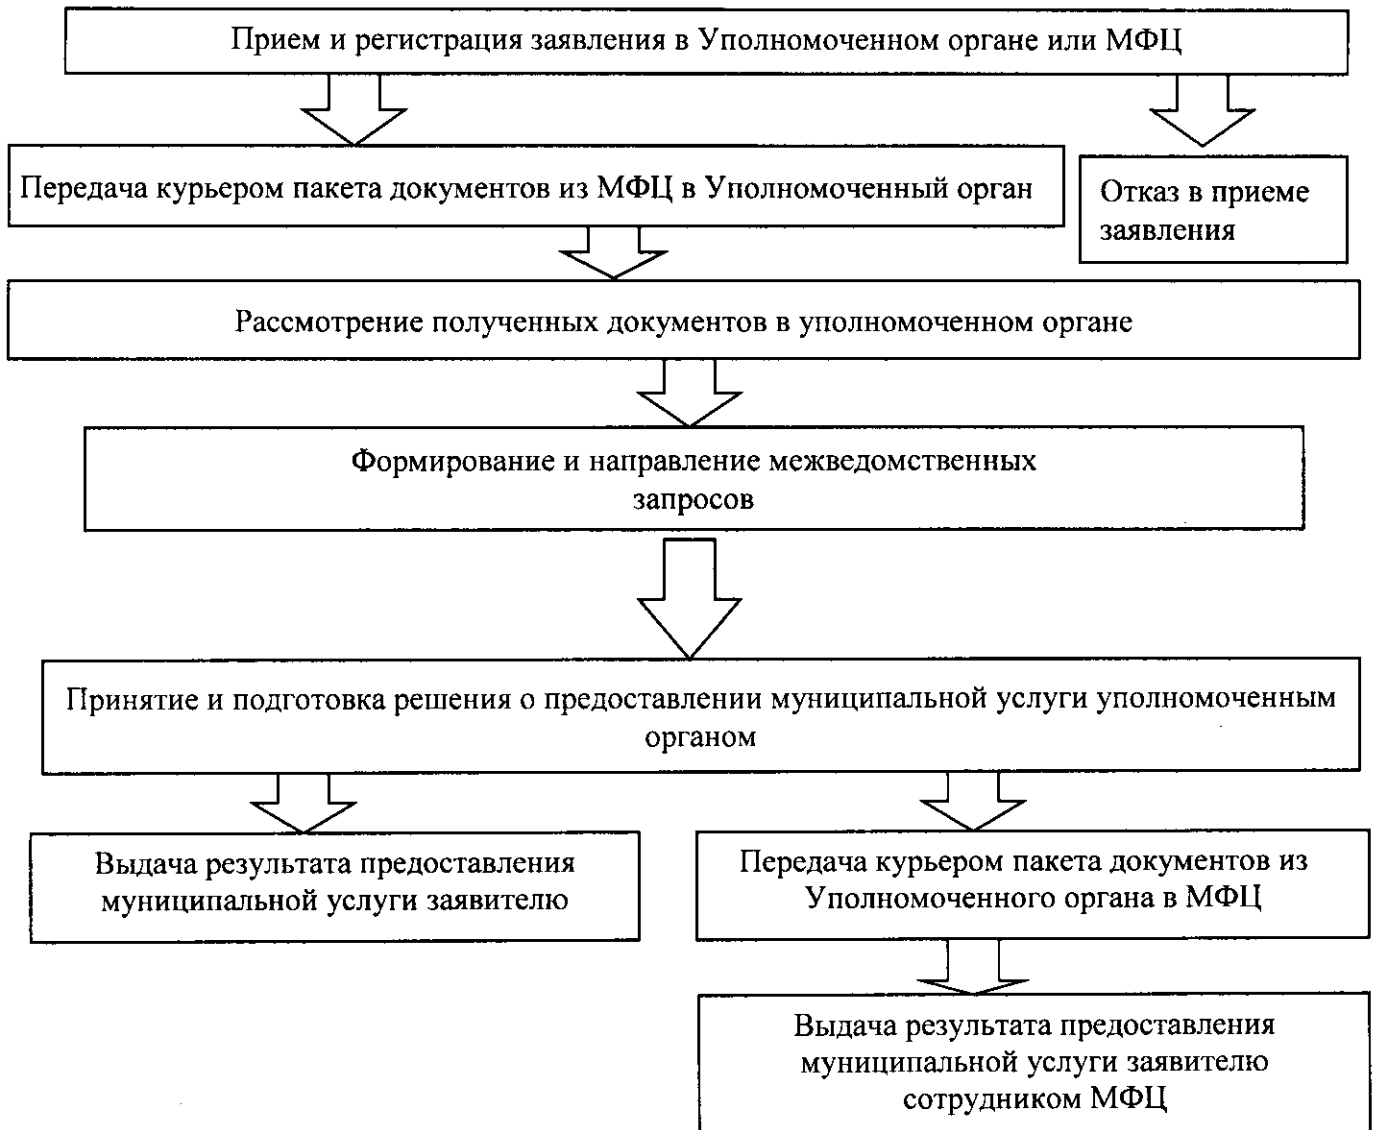 Прием и регистрация заявления в Уполномоченном органе или МФЦ
Передача курьером пакета документов из МФЦ в Уполномоченный орган
Отказ в приеме
заявления
Рассмотрение полученных документов в уполномоченном органе
Формирование и направление межведомственных
запросов
Принятие и подготовка решения о предоставлении муниципальной услуги уполномоченным
органом
Выдача результата предоставления
муниципальной услуги заявителю
Передача курьером пакета документов из
Уполномоченного органа в МФЦ
Выдача результата предоставления
муниципальной услуги заявителю
сотрудником МФЦ